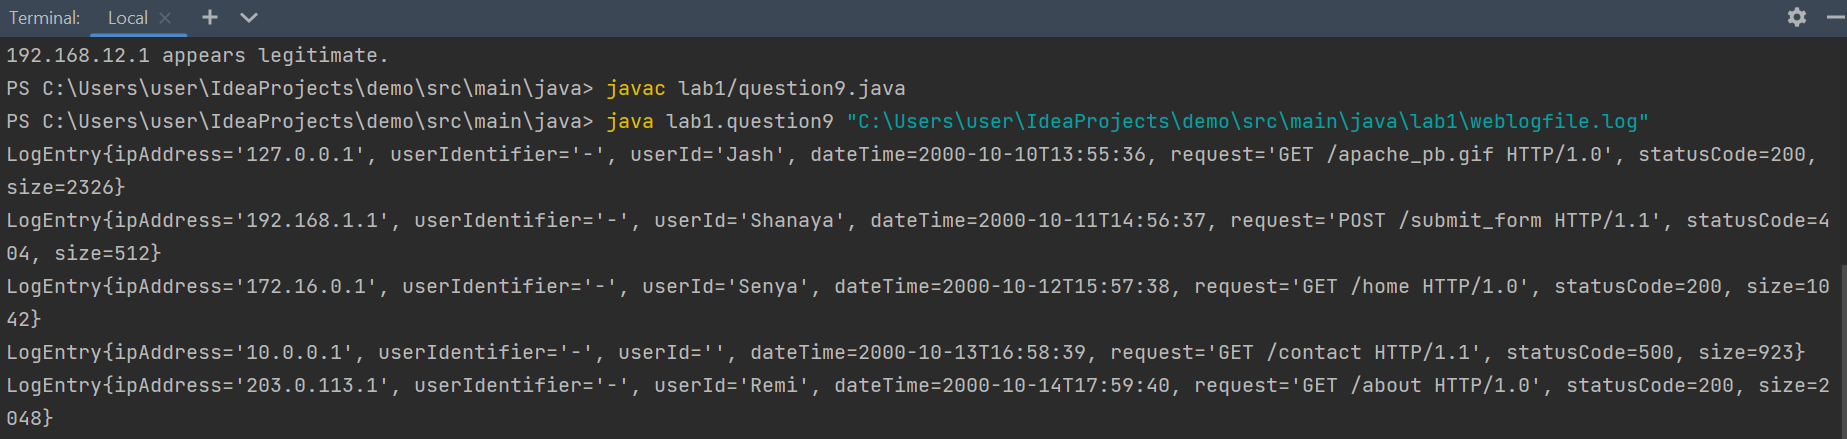 Terminal: Local
192.168.12.1 appears legitimate.
PS C:\Users\user\IdeaProjects\demo\src\main\java> javac lab1/question9.java
PS C:\Users\user\IdeaProjects\demo\src\main\java> java lab1.question9 "C:\Users\user\IdeaProjects\demo\src\main\java\lab1\weblogfile.log"
LogEntry{ipAddress='127.0.0.1', userIdentifier='-', userId='Jash', dateTime=2000-10-10T13:55:36, request='GET /apache_pb.gif HTTP/1.0', statusCode=200,
size=2326}
LogEntry{ipAddress='192.168.1.1', userIdentifier='-', userId='Shanaya', dateTime=2000-10-11T14:56:37, request='POST /submit_form HTTP/1.1', statusCode=4
04, size=512}
LogEntry{ipAddress='172.16.0.1', userIdentifier='-', userId='Senya', dateTime=2000-10-12T15:57:38, request='GET /home HTTP/1.0', statusCode=200, size=10
42}
LogEntry{ipAddress='10.0.0.1', userIdentifier='-', userId='', dateTime=2000-10-13T16:58:39, request='GET /contact HTTP/1.1', statusCode=500, size=923}
LogEntry{ipAddress='203.0.113.1', userIdentifier='-', userId='Remi', dateTime=2000-10-14T17:59:40, request='GET /about HTTP/1.0', statusCode=200, size=2
048}